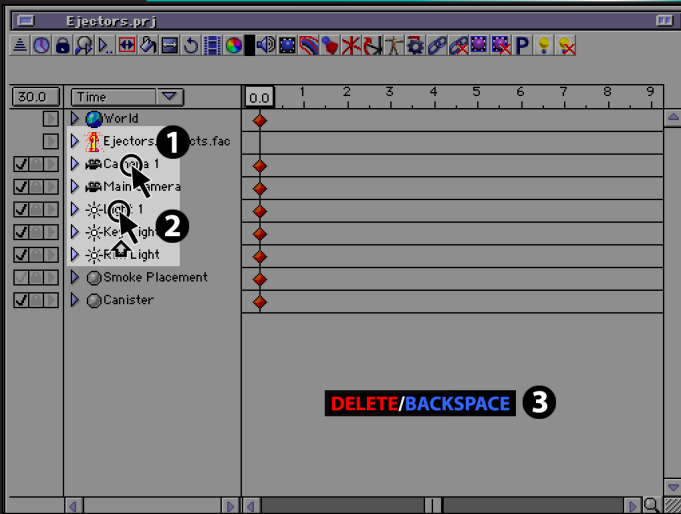 Ejectors.prj
P
30.0 Time 0.0 1 2 3 4 5 6 7 8 9
World
Ejectors. cts.fac
1
Camera 1
Main Camera
Light 1
2
Key Light
Rim Light
Smoke Placement
Canister
DELETE/BACKSPACE 3